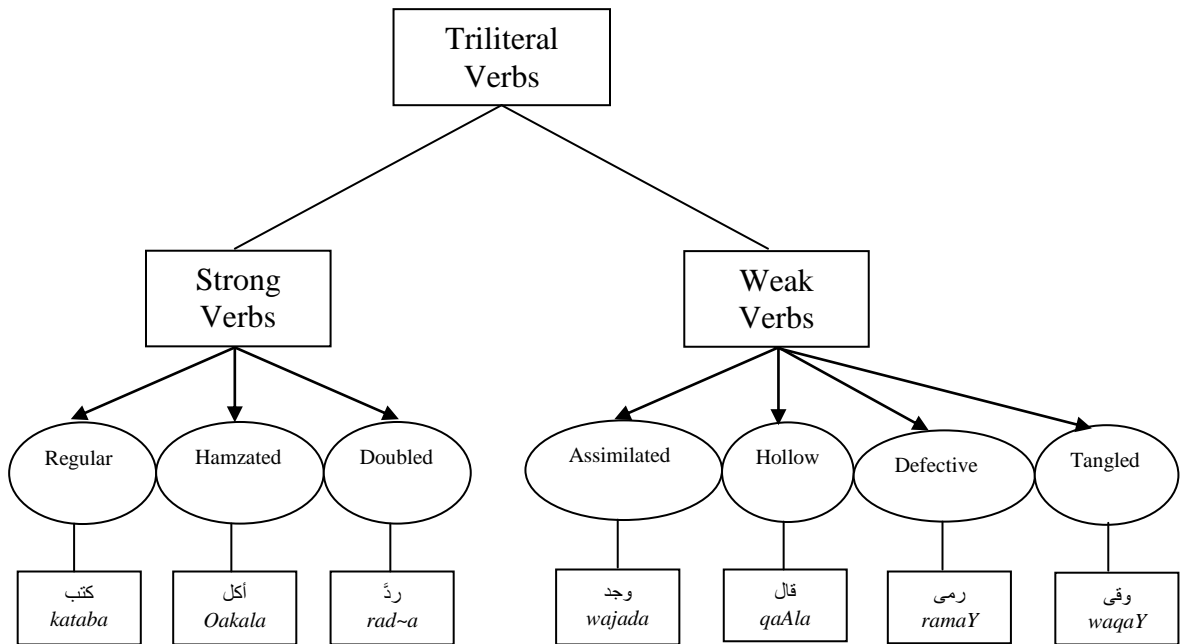 Triliteral
Verbs
Strong
Verbs
Weak
Verbs
Regular
Hamzated
Doubled
Assimilated
Hollow
Defective
Tangled
كتب
kataba
أكل
Oakala
ردَّ
rad~a
وجد
wajada
قال
qaAla
رمى
ramaY
وقى
waqaY